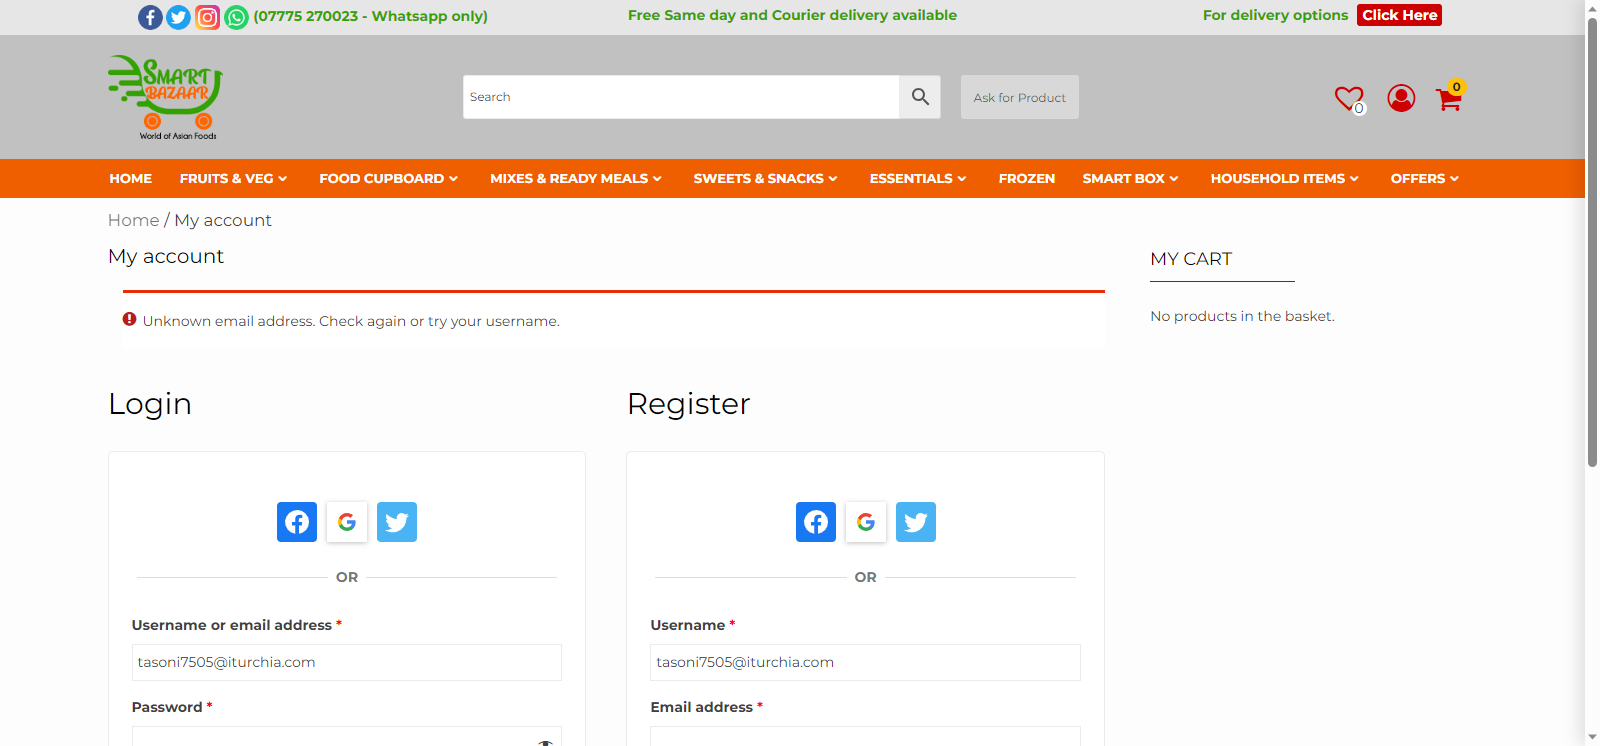 (07775 270023 - Whatsapp only)
Free Same day and Courier delivery available
For delivery options Click Here
SMART
BAZAAR
World of Asian Foods
Search
Ask for Product
0
0
HOME FRUITS & VEG FOOD CUPBOARD MIXES & READY MEALS SWEETS & SNACKS ESSENTIALS FROZEN SMART BOX HOUSEHOLD ITEMS OFFERS
Home / My account
My account
Unknown email address. Check again or try your username.
MY CART
No products in the basket.
Login
OR
Username or email address *
tasoni7505@iturchia.com
Password *
Register
OR
Username *
tasoni7505@iturchia.com
Email address *